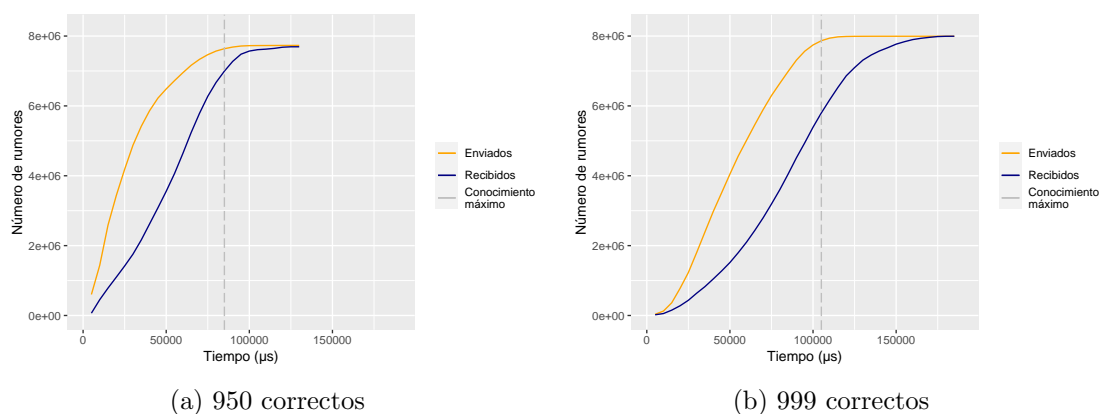 8e+06
6e+06
4e+06
2e+06
0e+00
Número de rumores
0
50000
100000
150000
Tiempo (µs)
Enviados
Recibidos
Conocimiento
máximo
(a) 950 correctos
8e+06
6e+06
4e+06
2e+06
0e+00
Número de rumores
0
50000
100000
150000
Tiempo (µs)
Enviados
Recibidos
Conocimiento
máximo
(b) 999 correctos